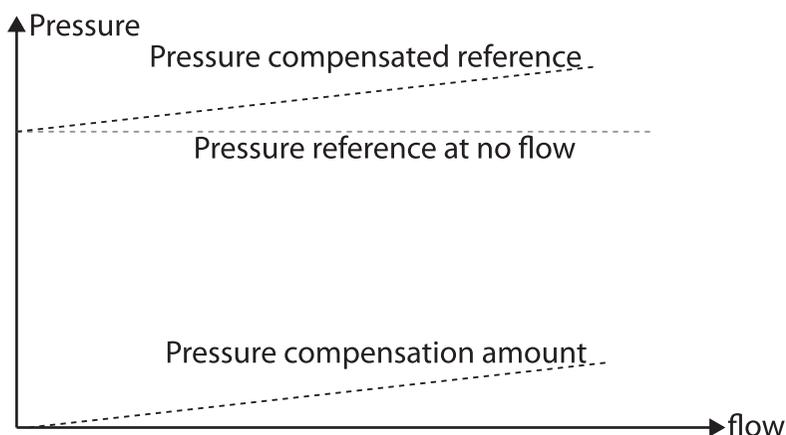 Pressure
Pressure compensated reference
Pressure reference at no flow
Pressure compensation amount
flow